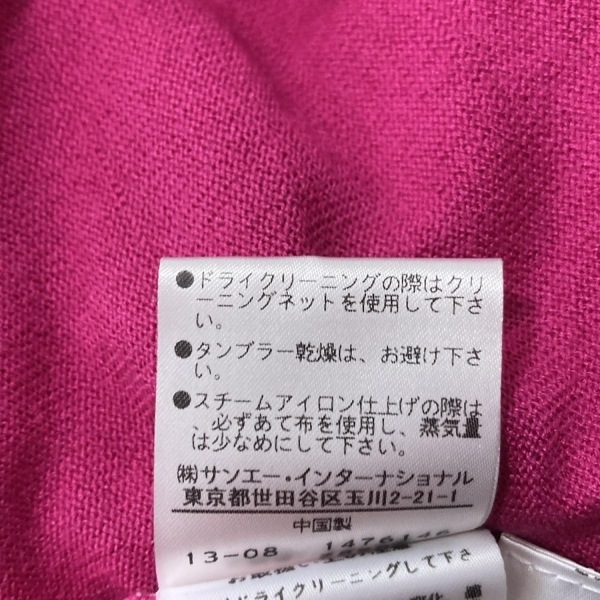 ●ドライクリーニングの際はクリ
ーニングネットを使用して下さ
い。
●タンブラー乾燥は、お避け下さ
い。
●スチームアイロン仕上げの際は
、必ずあて布を使用し、蒸気量
は少なめにして下さい。
㈱サンエー・インターナショナル
東京都世田谷区玉川2-21-1
中国製
13-08 1476146
ドライクリーニングして下